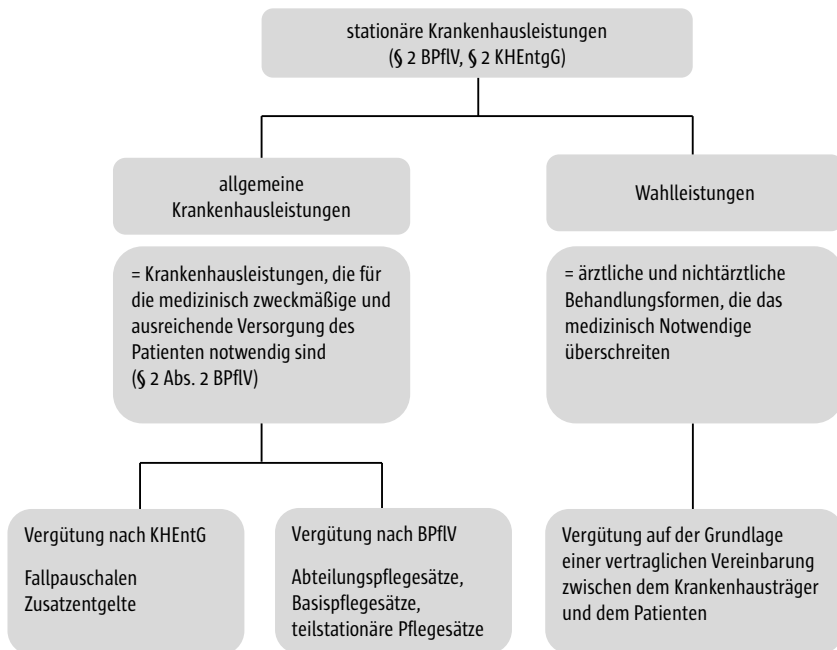 stationäre Krankenhausleistungen
(§ 2 BPflV, § 2 KHEntgG)
allgemeine
Krankenhausleistungen
Wahlleistungen
= Krankenhausleistungen, die für
die medizinisch zweckmäßige und
ausreichende Versorgung des
Patienten notwendig sind
(§ 2 Abs. 2 BPflV)
= ärztliche und nichtärztliche
Behandlungsformen, die das
medizinisch Notwendige
überschreiten
Vergütung nach KHEntG
Fallpauschalen
Zusatzentgelte
Vergütung nach BPflV
Abteilungspflegesätze,
Basispflegesätze,
teilstationäre Pflegesätze
Vergütung auf der Grundlage
einer vertraglichen Vereinbarung
zwischen dem Krankenhausträger
und dem Patienten